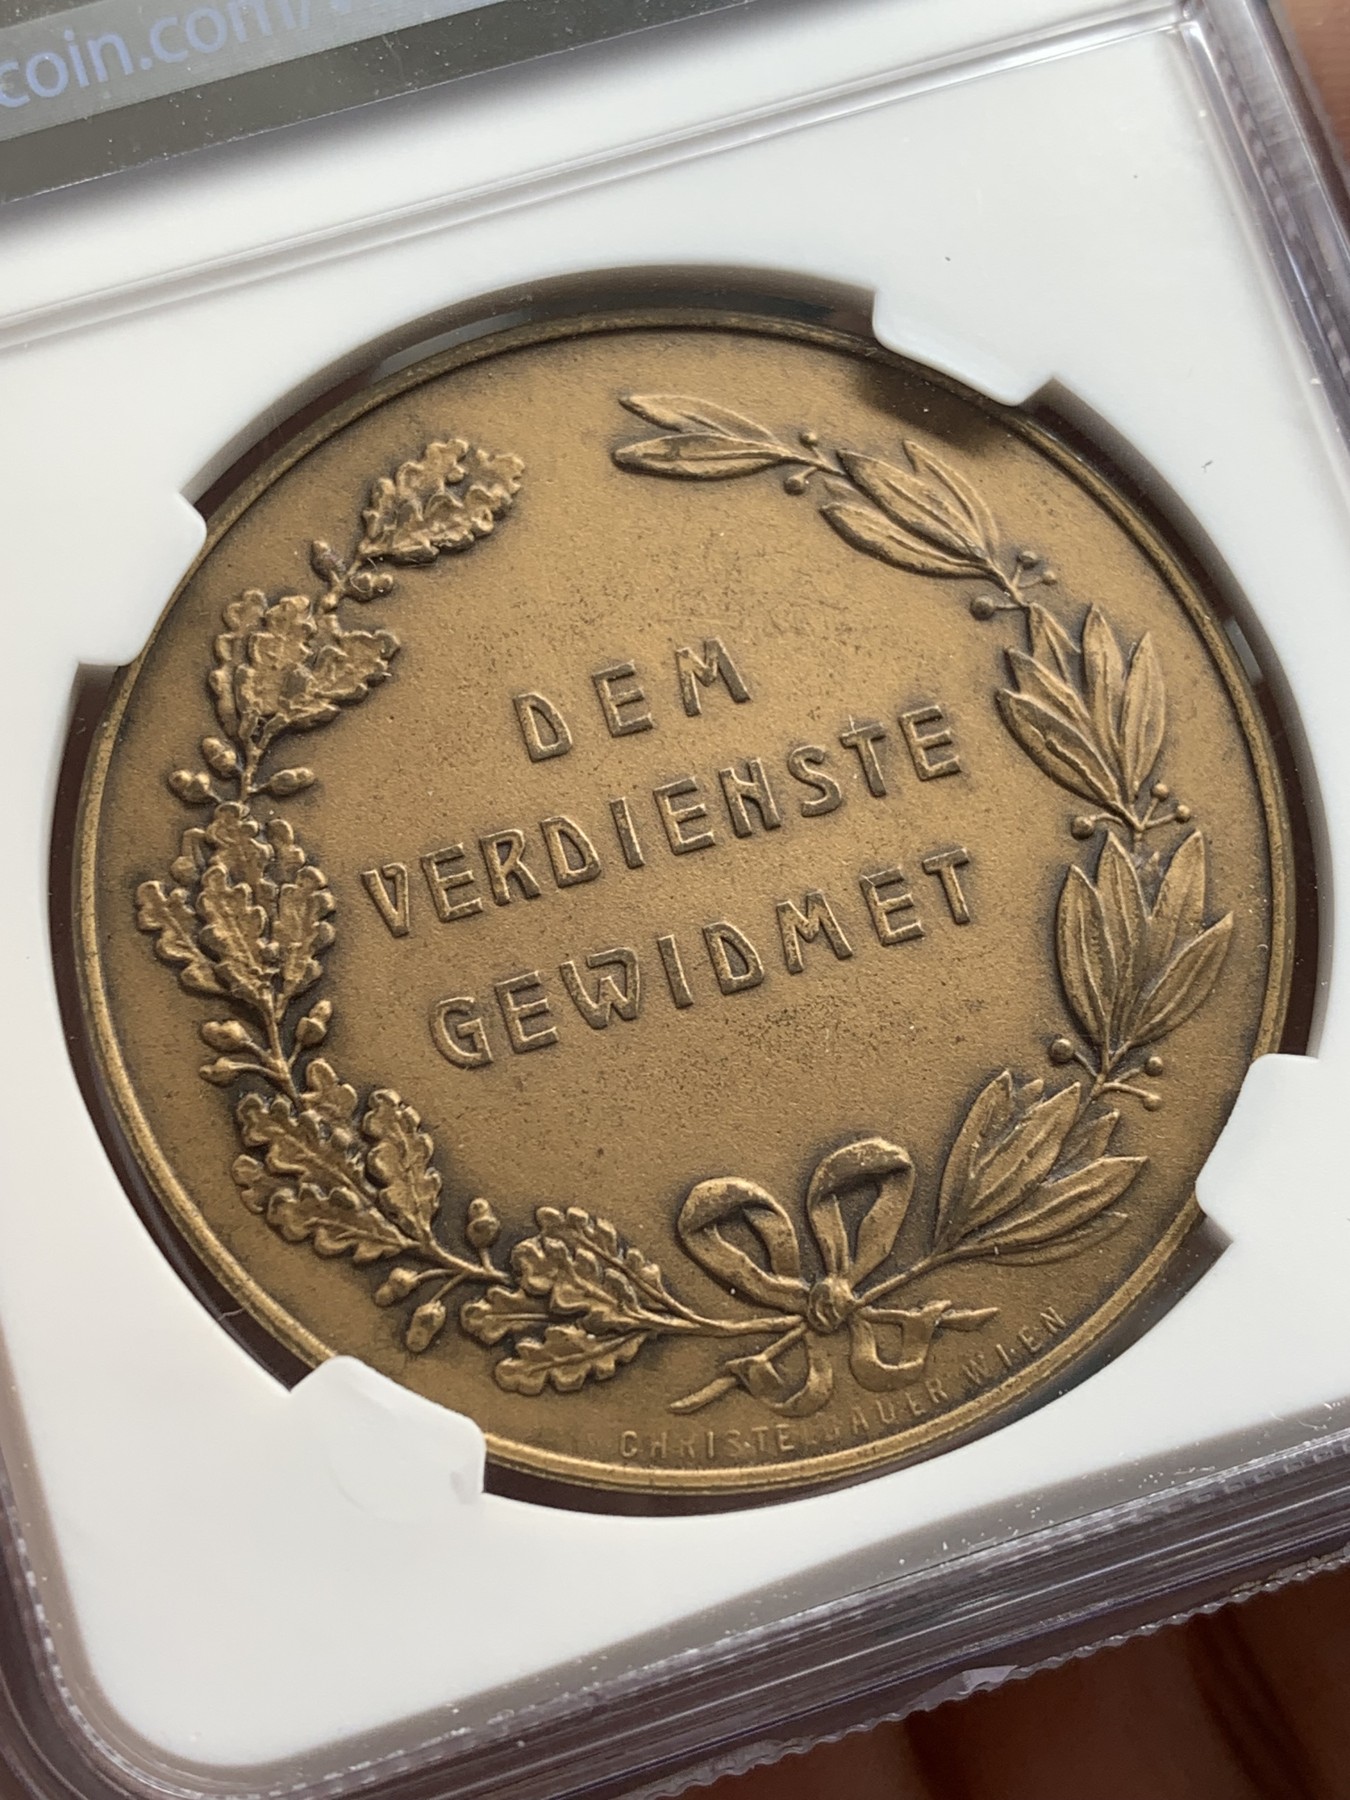 coin.com/
DEM
VERDIENSTE
GEWIDMET
CHRISTELBAUER WIEN